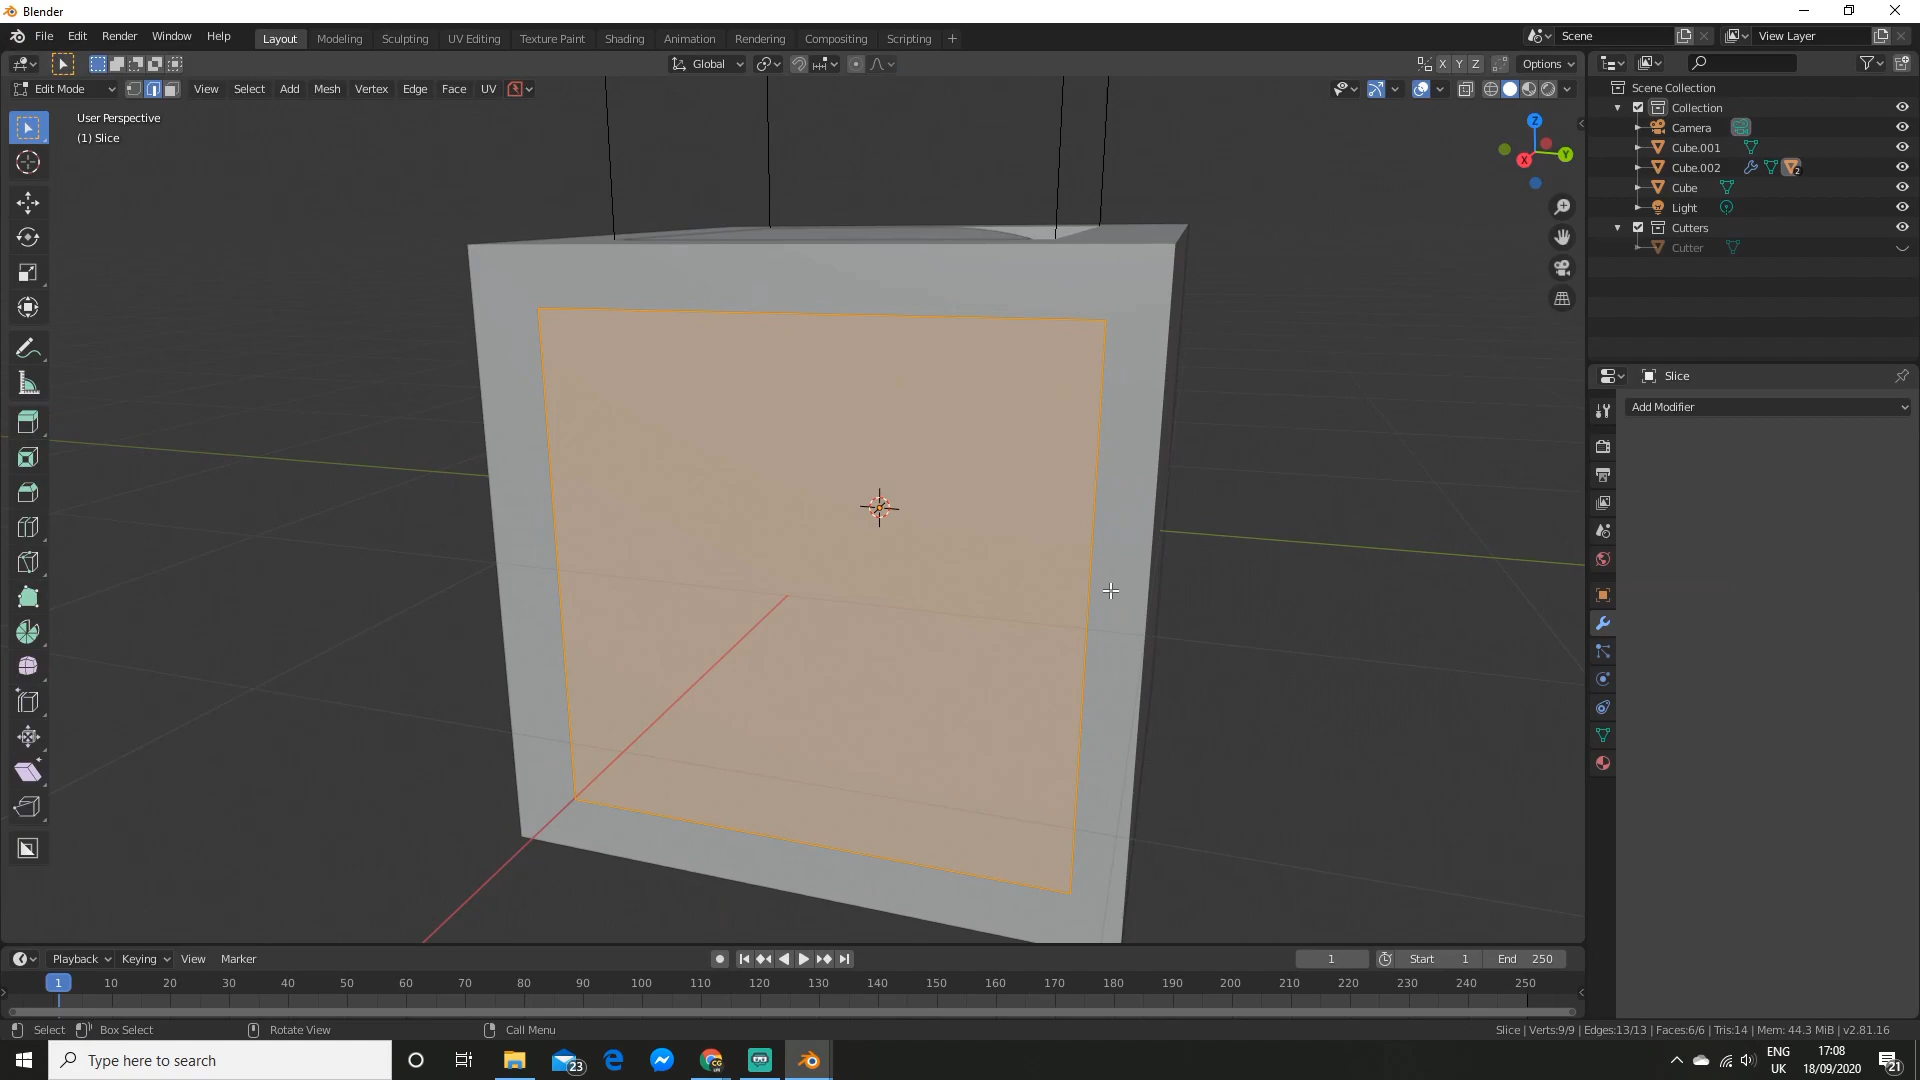 Blender
File Edit Render Window Help
Layout Modeling Sculpting UV Editing Texture Paint Shading Animation Rendering Compositing Scripting +
Scene
View Layer
Global
X Y Z
Options
Edit Mode
View Select Add Mesh Vertex Edge Face UV
User Perspective
(1) Slice
Z
Y
X
Scene Collection
Collection
Camera
Cube.001
Cube.002
2
Cube
Light
Cutters
Cutter
Slice
Add Modifier
Playback Keying View Marker
1
Start 1
End 250
1 10 20 30 40 50 60 70 80 90 100 110 120 130 140 150 160 170 180 190 200 210 220 230 240 250
Select Box Select Rotate View Call Menu
Slice | Verts:9/9 | Edges:13/13 | Faces:6/6 | Tris:14 | Mem: 44.3 MiB | v2.81.16
Type here to search
23
ENG
UK
17:08
18/09/2020
21